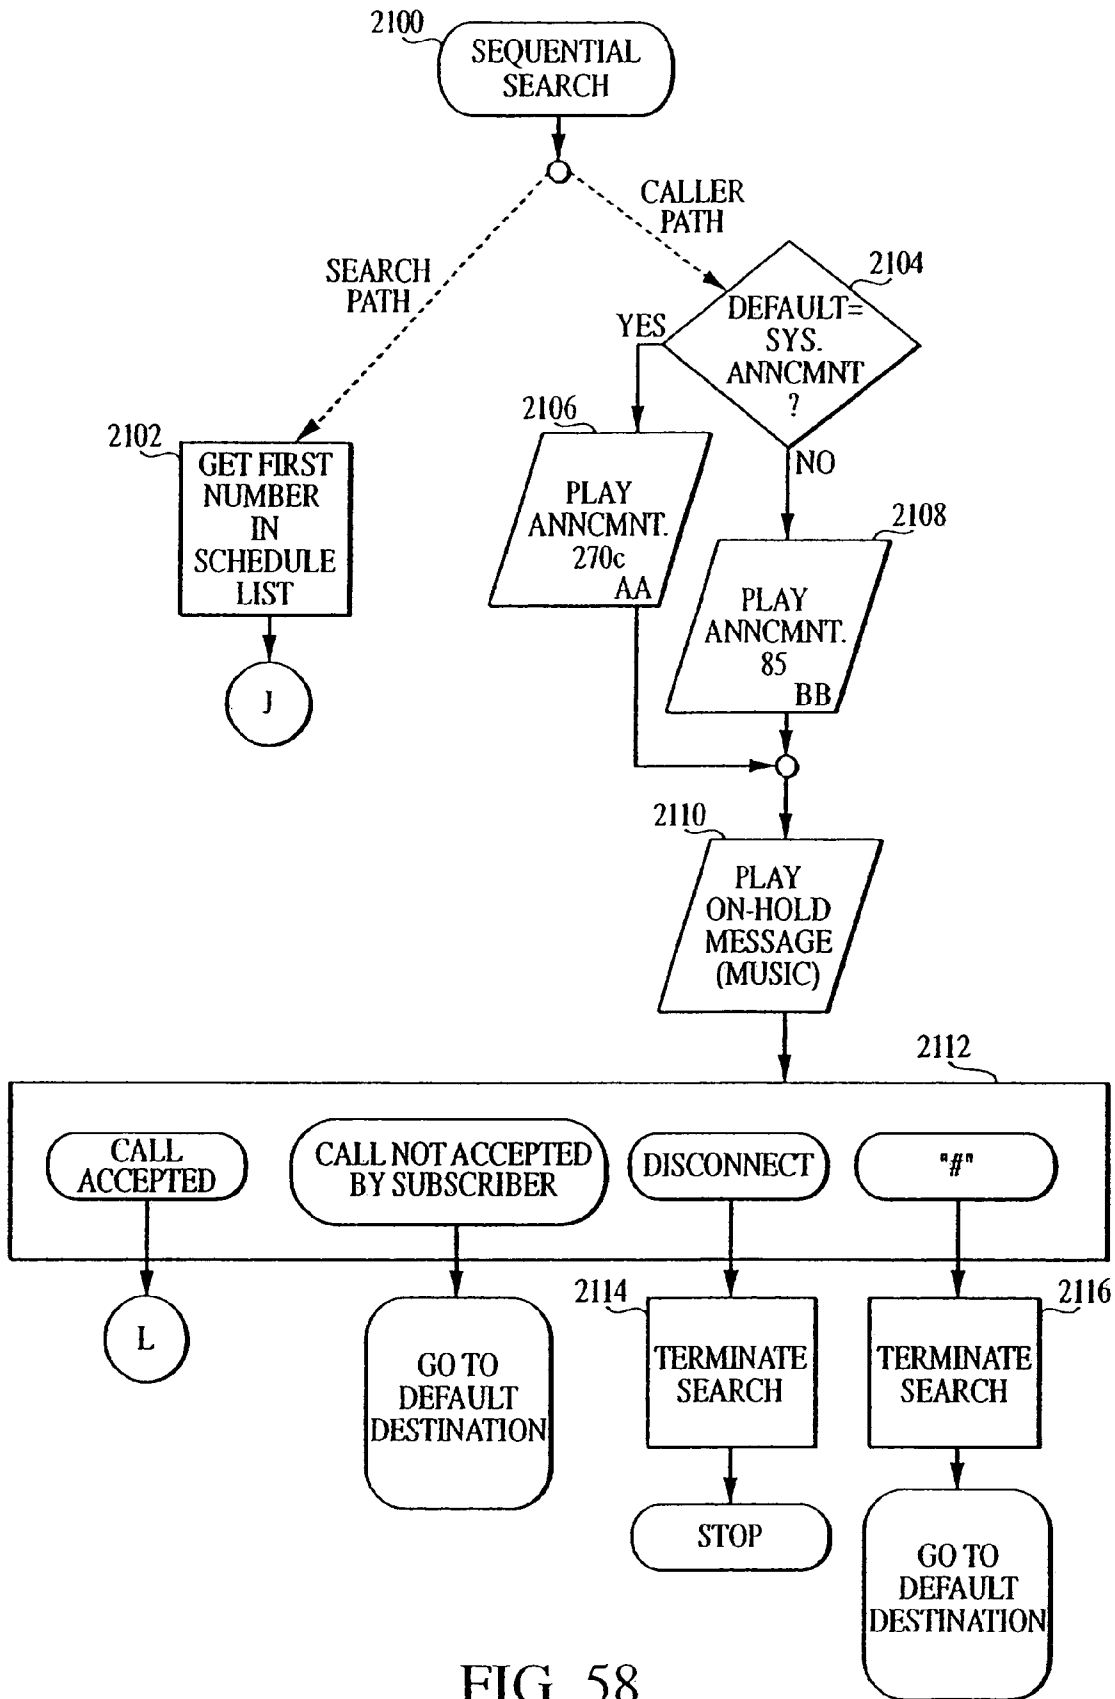 2100
SEQUENTIAL
SEARCH
CALLER
PATH
SEARCH
PATH
2104
DEFAULT=
SYS.
ANNCMNT
?
YES
NO
2102
GET FIRST
NUMBER
IN
SCHEDULE
LIST
J
2106
PLAY
ANNCMNT.
270c
AA
2108
PLAY
ANNCMNT.
85
BB
2110
PLAY
ON-HOLD
MESSAGE
(MUSIC)
2112
CALL
ACCEPTED
CALL NOT ACCEPTED
BY SUBSCRIBER
DISCONNECT
"#"
L
GO TO
DEFAULT
DESTINATION
2114
TERMINATE
SEARCH
STOP
2116
TERMINATE
SEARCH
GO TO
DEFAULT
DESTINATION
FIG. 58